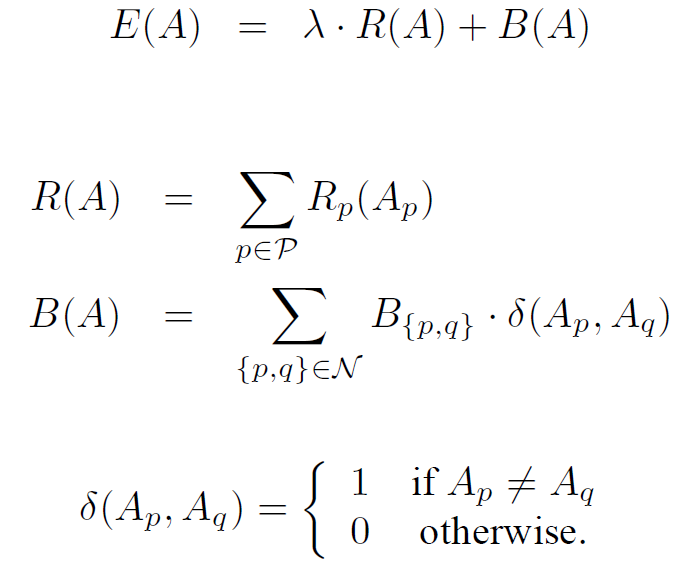 E(A) = λ · R(A) + B(A)
R(A) = ∑_{p∈𝒫} R_p(A_p)
B(A) = ∑_{{p,q}∈𝒩} B_{{p,q}} · δ(A_p, A_q)
δ(A_p, A_q) = { 1 if A_p ≠ A_q
0 otherwise.